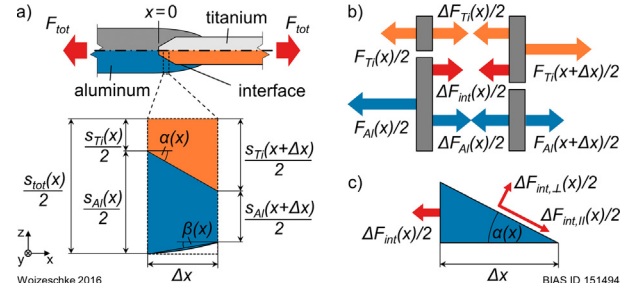 a)
x=0
titanium
F_tot
F_tot
aluminum
interface
s_Ti(x)
2
α(x)
s_Ti(x+Δx)
2
s_tot(x)
2
s_Al(x)
2
s_Al(x+Δx)
2
β(x)
z
y
x
Δx
Woizeschke 2016
b)
ΔF_Ti(x)/2
F_Ti(x)/2
F_Ti(x+Δx)/2
ΔF_int(x)/2
F_Al(x)/2
ΔF_Al(x)/2
F_Al(x+Δx)/2
c)
ΔF_int,⊥(x)/2
ΔF_int,||(x)/2
ΔF_int(x)/2
α(x)
Δx
BIAS ID 151494